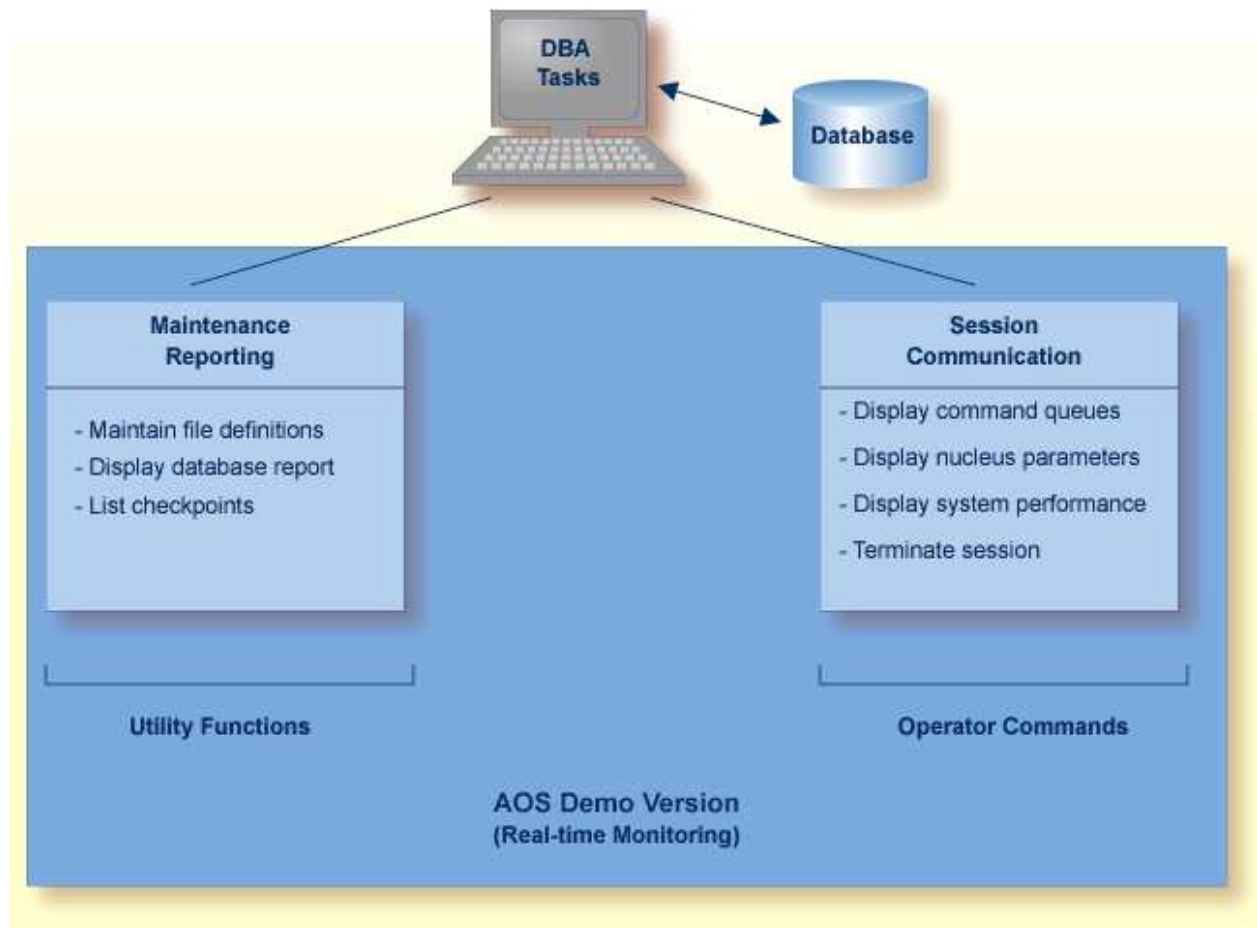 DBA
Tasks
Database
Maintenance
Reporting
- Maintain file definitions
- Display database report
- List checkpoints
Session
Communication
- Display command queues
- Display nucleus parameters
- Display system performance
- Terminate session
Utility Functions
Operator Commands
AOS Demo Version
(Real-time Monitoring)